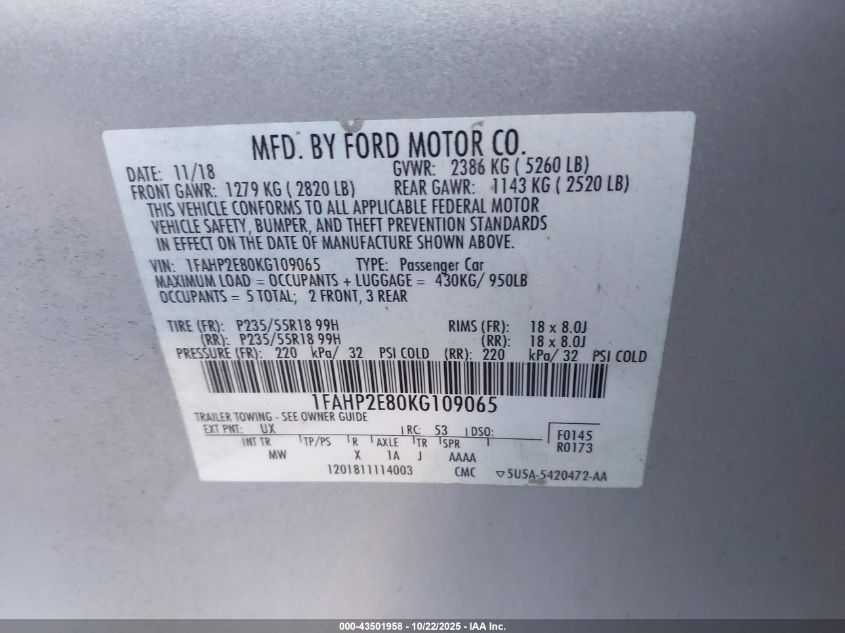 MFD. BY FORD MOTOR CO.
DATE: 11/18 GVWR: 2386 KG ( 5260 LB)
FRONT GAWR: 1279 KG ( 2820 LB) REAR GAWR: 1143 KG ( 2520 LB)
THIS VEHICLE CONFORMS TO ALL APPLICABLE FEDERAL MOTOR
VEHICLE SAFETY, BUMPER, AND THEFT PREVENTION STANDARDS
IN EFFECT ON THE DATE OF MANUFACTURE SHOWN ABOVE.
VIN: 1FAHP2E80KG109065 TYPE: Passenger Car
MAXIMUM LOAD = OCCUPANTS + LUGGAGE = 430KG/ 950LB
OCCUPANTS = 5 TOTAL; 2 FRONT, 3 REAR
TIRE (FR): P235/55R18 99H RIMS (FR): 18 x 8.0J
(RR): P235/55R18 99H (RR): 18 x 8.0J
PRESSURE (FR): 220 kPa/ 32 PSI COLD (RR): 220 kPa/ 32 PSI COLD
1FAHP2E80KG109065
TRAILER TOWING - SEE OWNER GUIDE
EXT PNT: UX RC: 53 DSO: F0145
INT TR TP/PS R AXLE TR SPR R0173
MW X 1A J AAAA
1201811114003 CMC ▽5U5A-5420472-AA
000-43501958 - 10/22/2025 - IAA Inc.